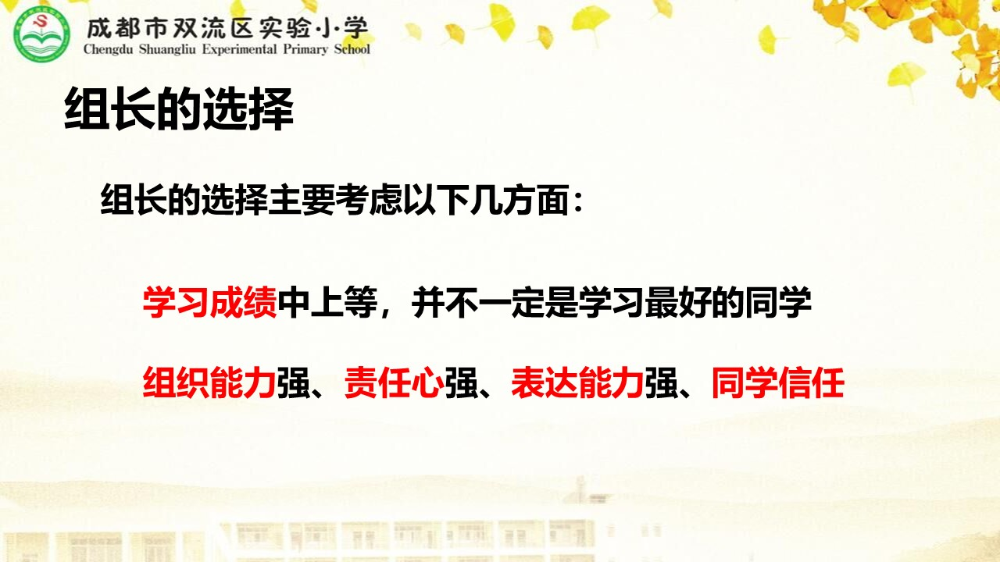 成都市双流区实验小学
Chengdu Shuangliu Experimental Primary School
组长的选择
组长的选择主要考虑以下几方面：
学习成绩中上等，并不一定是学习最好的同学
组织能力强、责任心强、表达能力强、同学信任